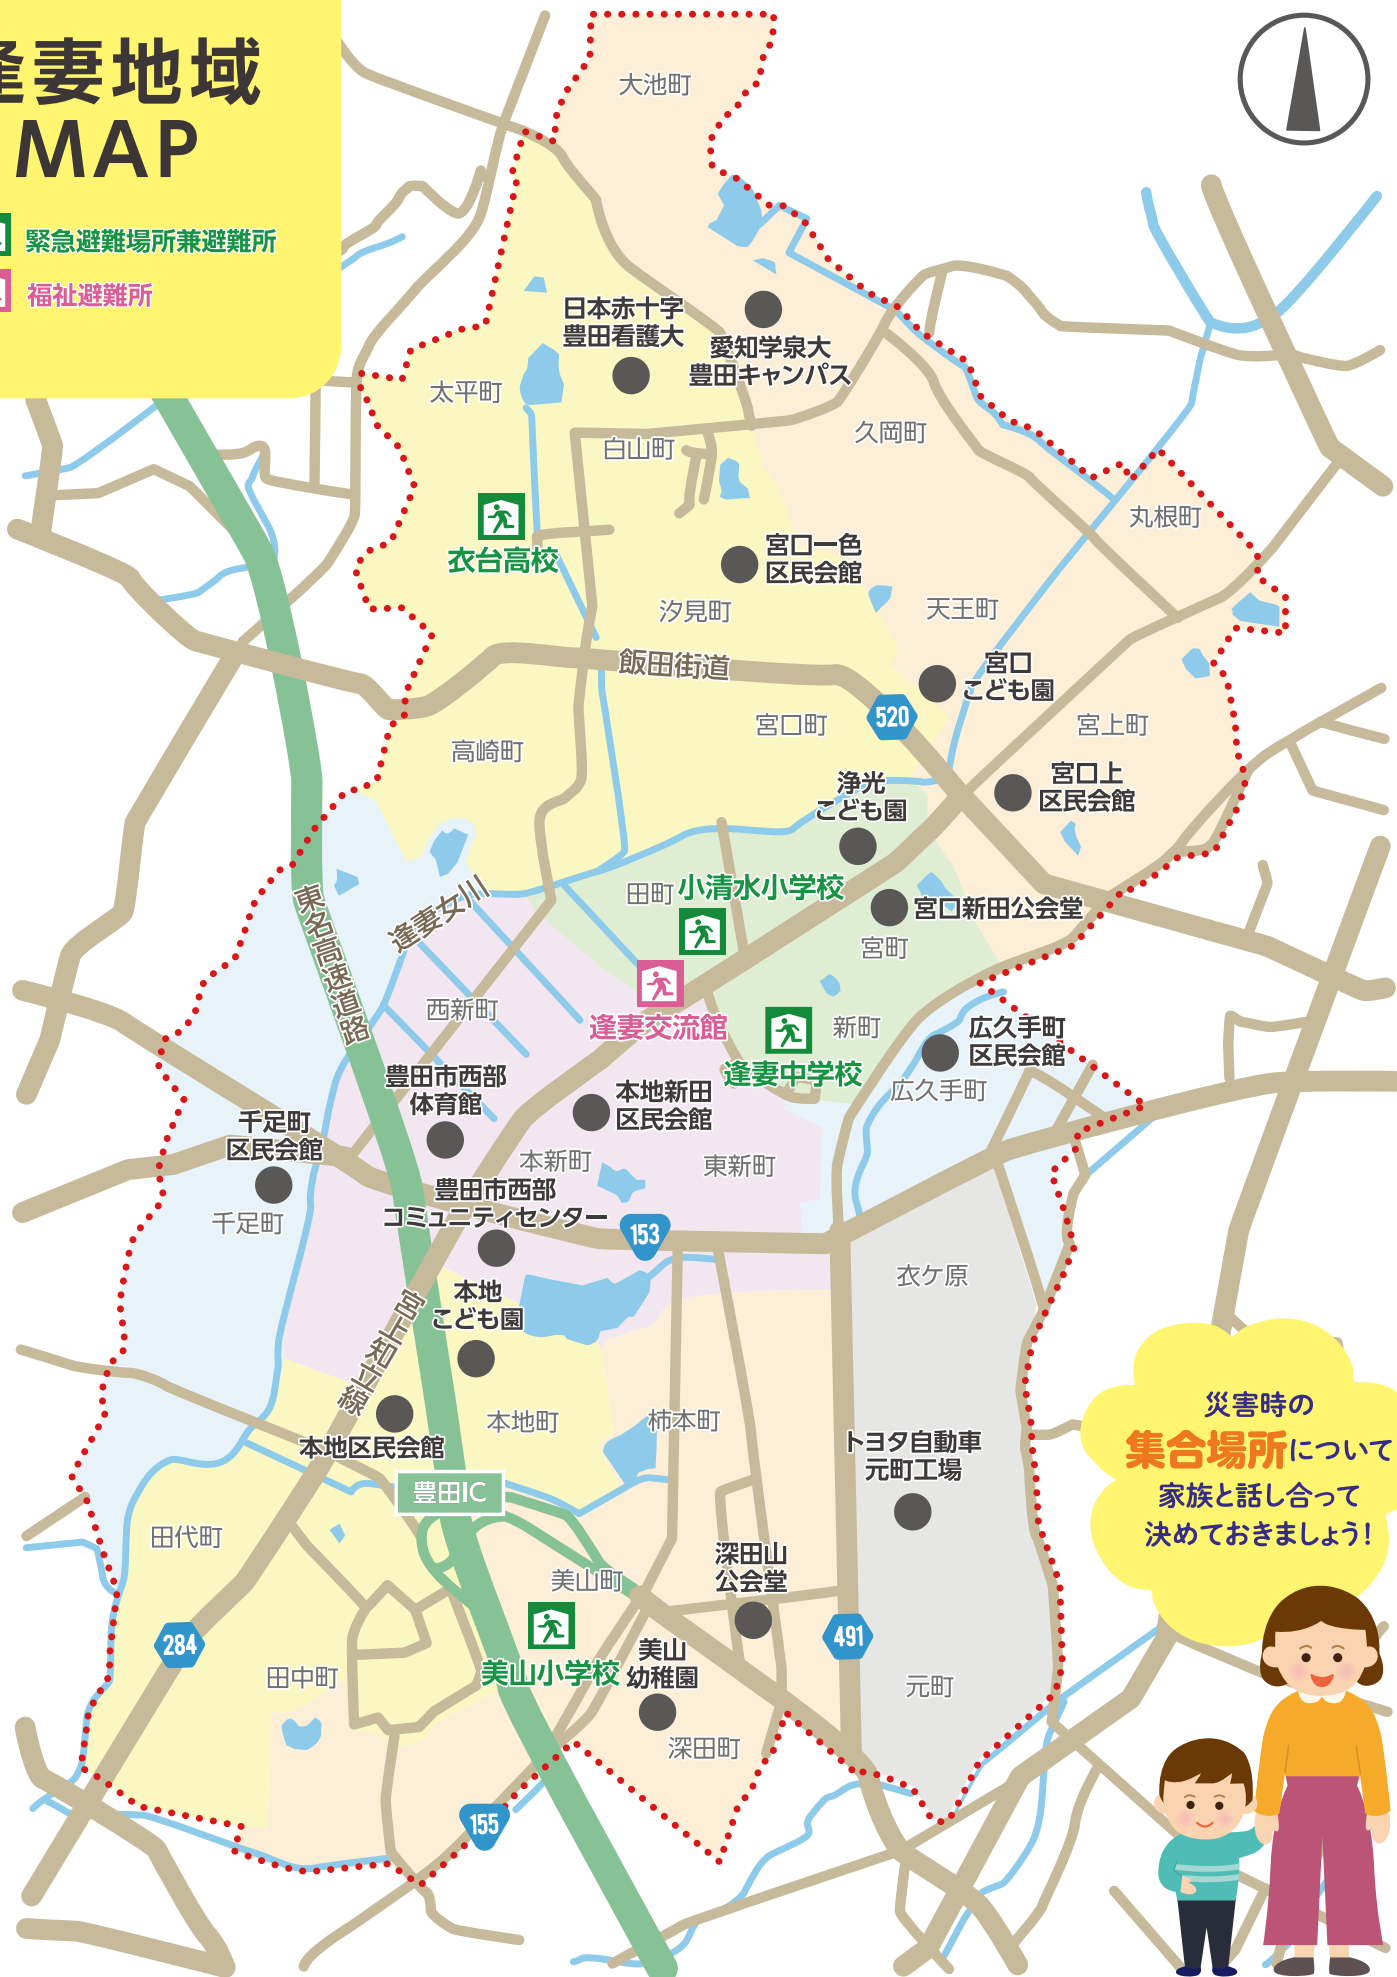 逢妻地域
MAP
緊急避難場所兼避難所
福祉避難所
大池町
日本赤十字
豊田看護大
愛知学泉大
豊田キャンパス
太平町
白山町
久岡町
丸根町
衣台高校
宮口一色
区民会館
汐見町
天王町
飯田街道
宮口
こども園
520
宮口町
宮上町
高崎町
浄光
こども園
宮口上
区民会館
田町
小清水小学校
逢妻女川
東名高速道路
宮口新田公会堂
宮町
西新町
逢妻交流館
新町
広久手町
区民会館
逢妻中学校
広久手町
豊田市西部
体育館
本地新田
区民会館
千足町
区民会館
本新町
東新町
千足町
豊田市西部
コミュニティセンター
153
衣ケ原
本地
こども園
宮上知立線
本地町
柿本町
本地区民会館
トヨタ自動車
元町工場
豊田IC
田代町
美山町
深田山
公会堂
284
491
美山小学校
美山
幼稚園
田中町
元町
深田町
155
災害時の
集合場所について
家族と話し合って
決めておきましょう!